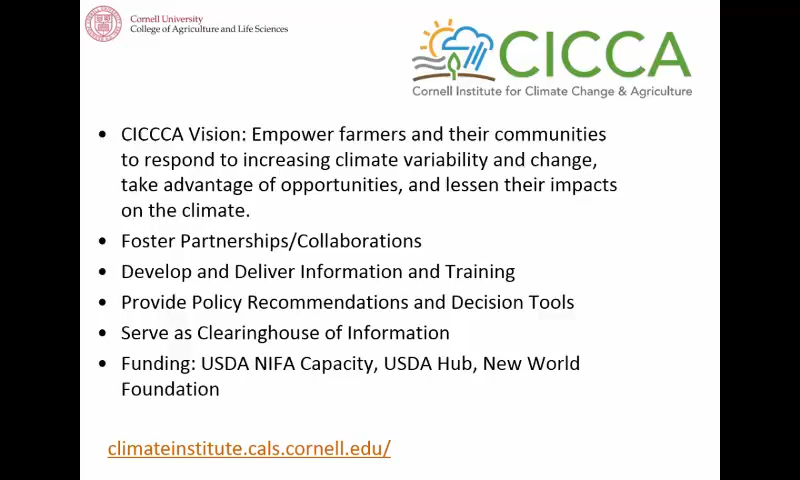 Cornell University
College of Agriculture and Life Sciences
CICCA
Cornell Institute for Climate Change & Agriculture
• CICCCA Vision: Empower farmers and their communities
to respond to increasing climate variability and change,
take advantage of opportunities, and lessen their impacts
on the climate.
• Foster Partnerships/Collaborations
• Develop and Deliver Information and Training
• Provide Policy Recommendations and Decision Tools
• Serve as Clearinghouse of Information
• Funding: USDA NIFA Capacity, USDA Hub, New World
Foundation
climateinstitute.cals.cornell.edu/